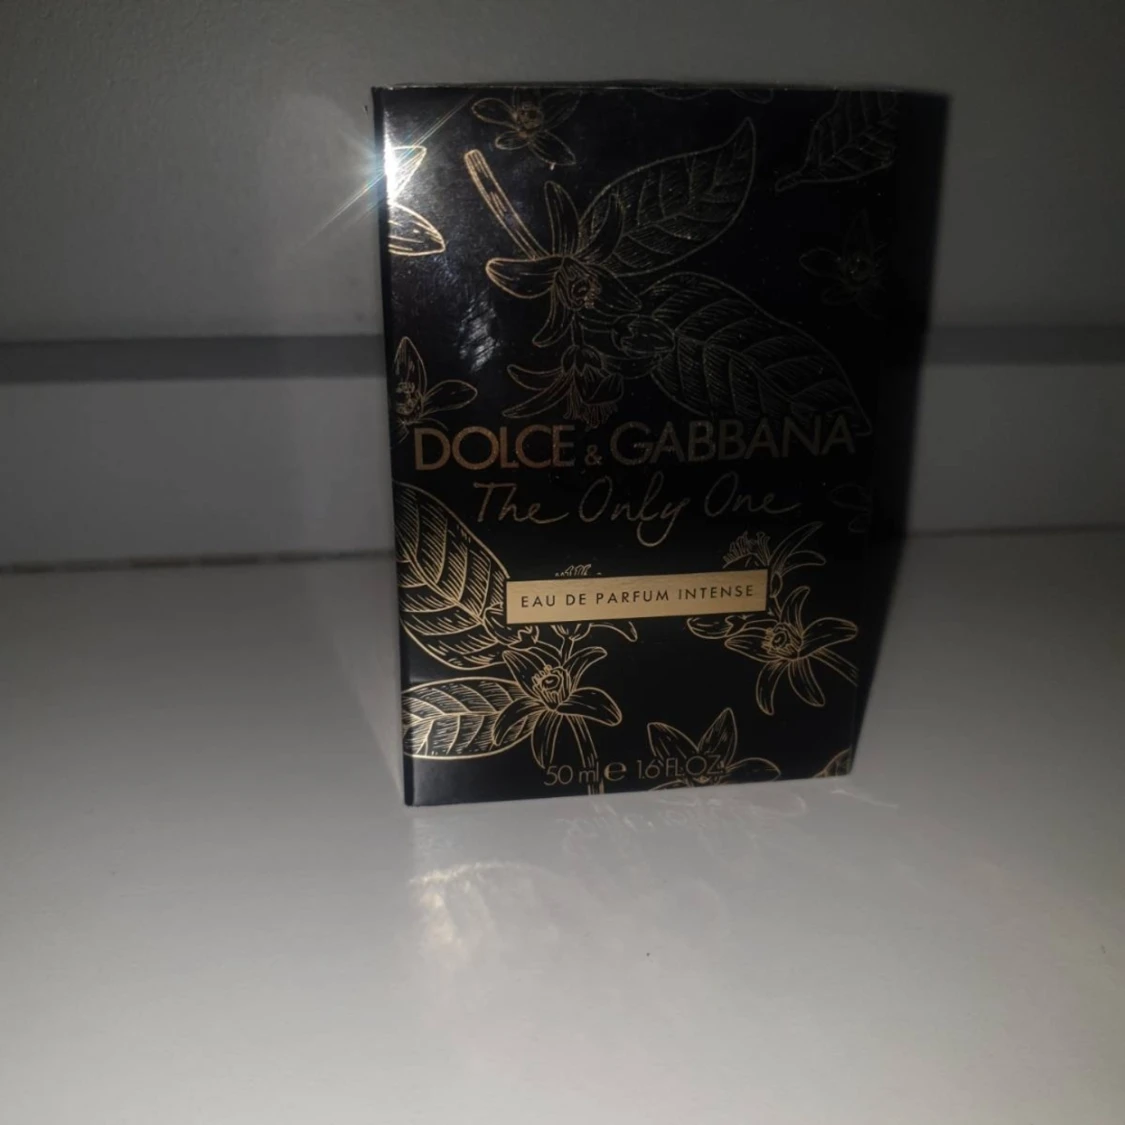 DOLCE & GABBANA
The Only One
EAU DE PARFUM INTENSE
50 ml e 1.6 FL.OZ.